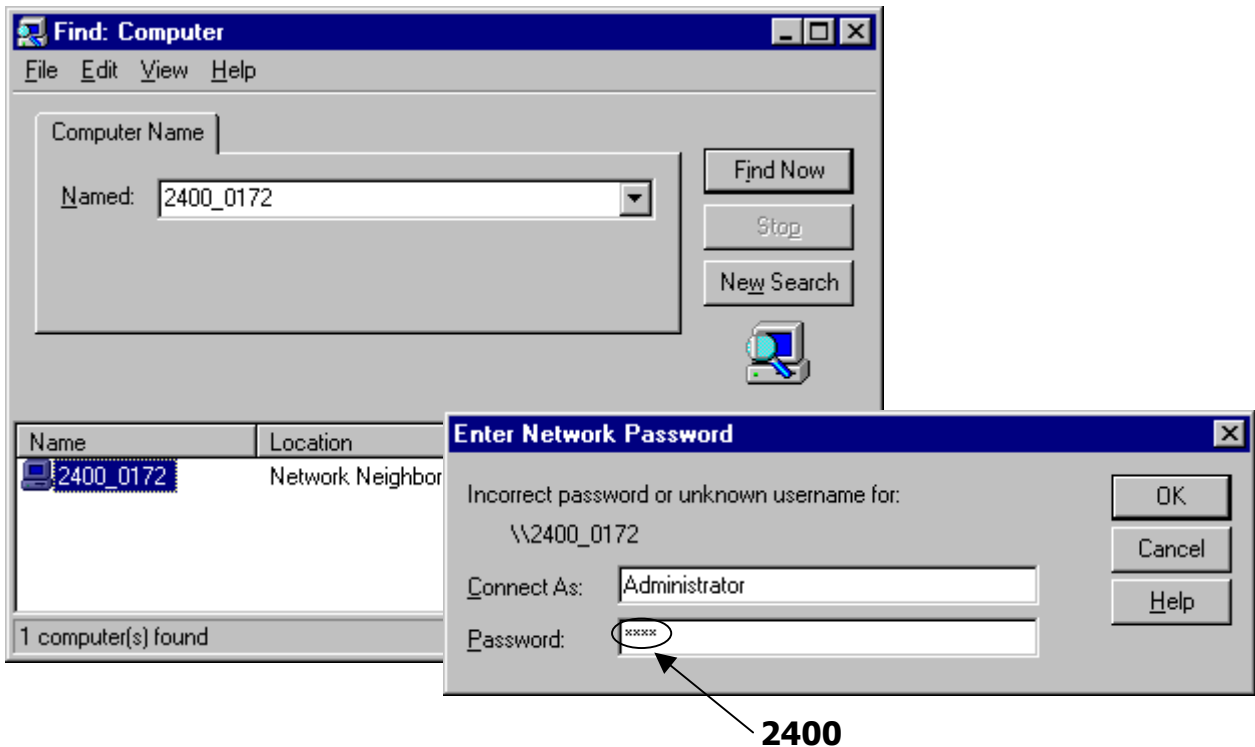 Find: Computer
File Edit View Help
Computer Name
Named: 2400_0172
Find Now
Stop
New Search
Name Location
2400_0172 Network Neighbor
1 computer(s) found
Enter Network Password
Incorrect password or unknown username for:
\\2400_0172
Connect As: Administrator
Password: xxxx
OK
Cancel
Help
2400